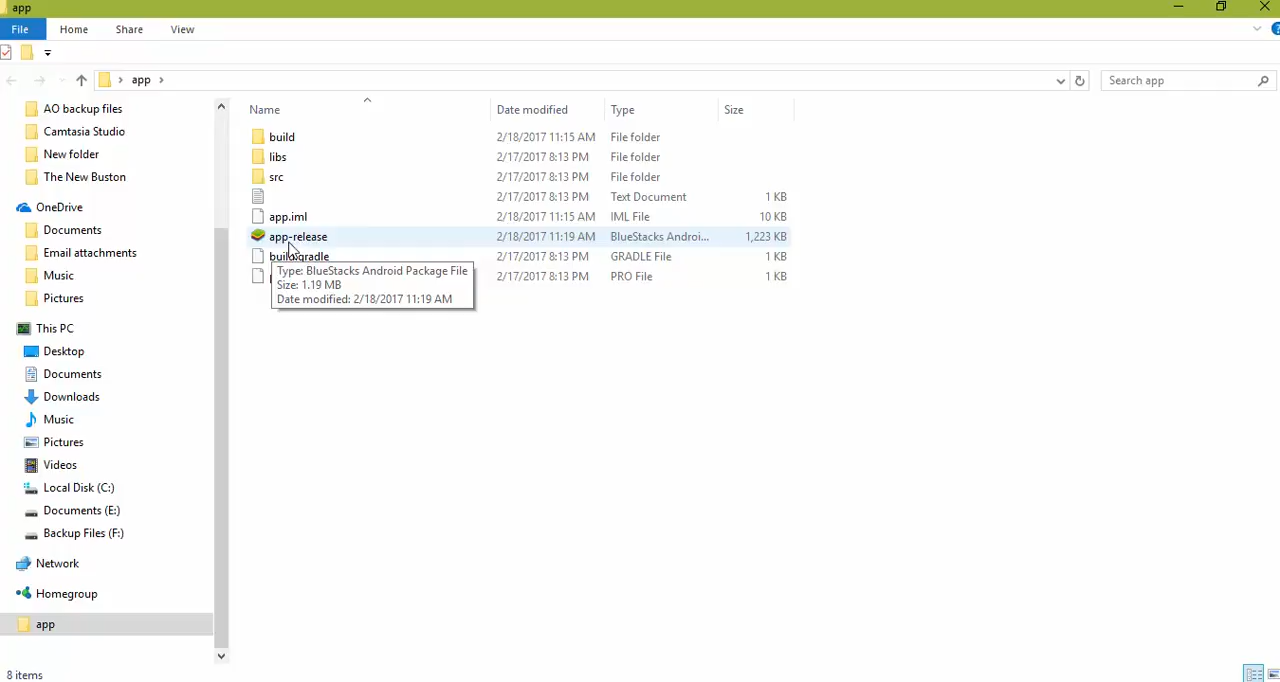 app
File Home Share View
app
Search app
AO backup files
Camtasia Studio
New folder
The New Buston
OneDrive
Documents
Email attachments
Music
Pictures
This PC
Desktop
Documents
Downloads
Music
Pictures
Videos
Local Disk (C:)
Documents (E:)
Backup Files (F:)
Network
Homegroup
app
Name Date modified Type Size
build 2/18/2017 11:15 AM File folder
libs 2/17/2017 8:13 PM File folder
src 2/17/2017 8:13 PM File folder
2/17/2017 8:13 PM Text Document 1 KB
app.iml 2/18/2017 11:15 AM IML File 10 KB
app-release 2/18/2017 11:19 AM BlueStacks Androi... 1,223 KB
build.gradle 2/17/2017 8:13 PM GRADLE File 1 KB
2/17/2017 8:13 PM PRO File 1 KB
Type: BlueStacks Android Package File
Size: 1.19 MB
Date modified: 2/18/2017 11:19 AM
8 items